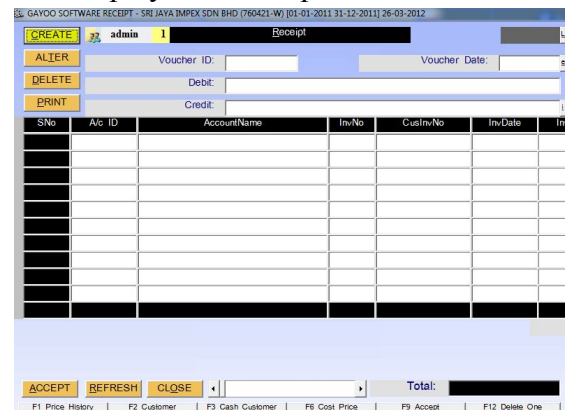 GAYOO SOFTWARE RECEIPT - SRI JAYA IMPEX SDN BHD (760421-W) [01-01-2011 31-12-2011] 26-03-2012
CREATE admin 1 Receipt
ALTER Voucher ID: Voucher Date:
DELETE Debit:
PRINT Credit:
SNo A/c ID AccountName InvNo CusInvNo InvDate
ACCEPT REFRESH CLOSE Total:
F1 Price History | F2 Customer | F3 Cash Customer | F6 Cost Price | F9 Accept | F12 Delete One |